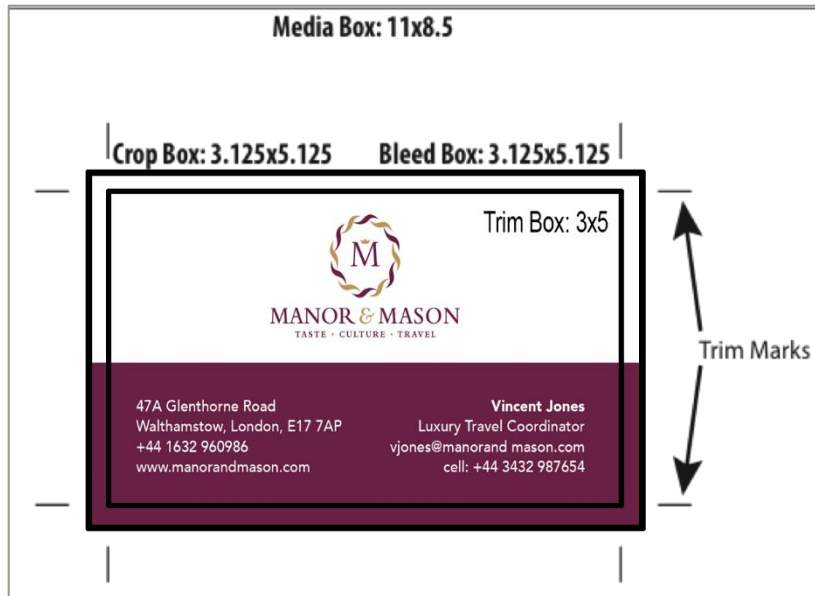 Media Box: 11x8.5
Crop Box: 3.125x5.125 Bleed Box: 3.125x5.125
Trim Box: 3x5
M
MANOR & MASON
TASTE · CULTURE · TRAVEL
Trim Marks
47A Glenthorne Road
Walthamstow, London, E17 7AP
+44 1632 960986
www.manorandmason.com
Vincent Jones
Luxury Travel Coordinator
vjones@manorand mason.com
cell: +44 3432 987654